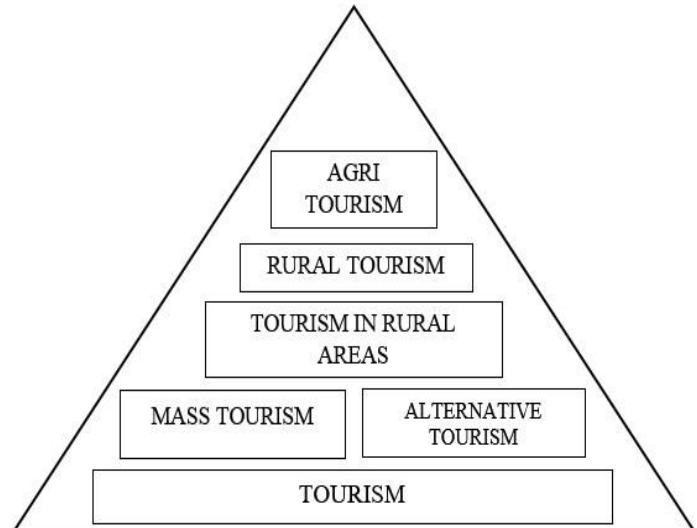 AGRI
TOURISM
RURAL TOURISM
TOURISM IN RURAL
AREAS
MASS TOURISM
ALTERNATIVE
TOURISM
TOURISM